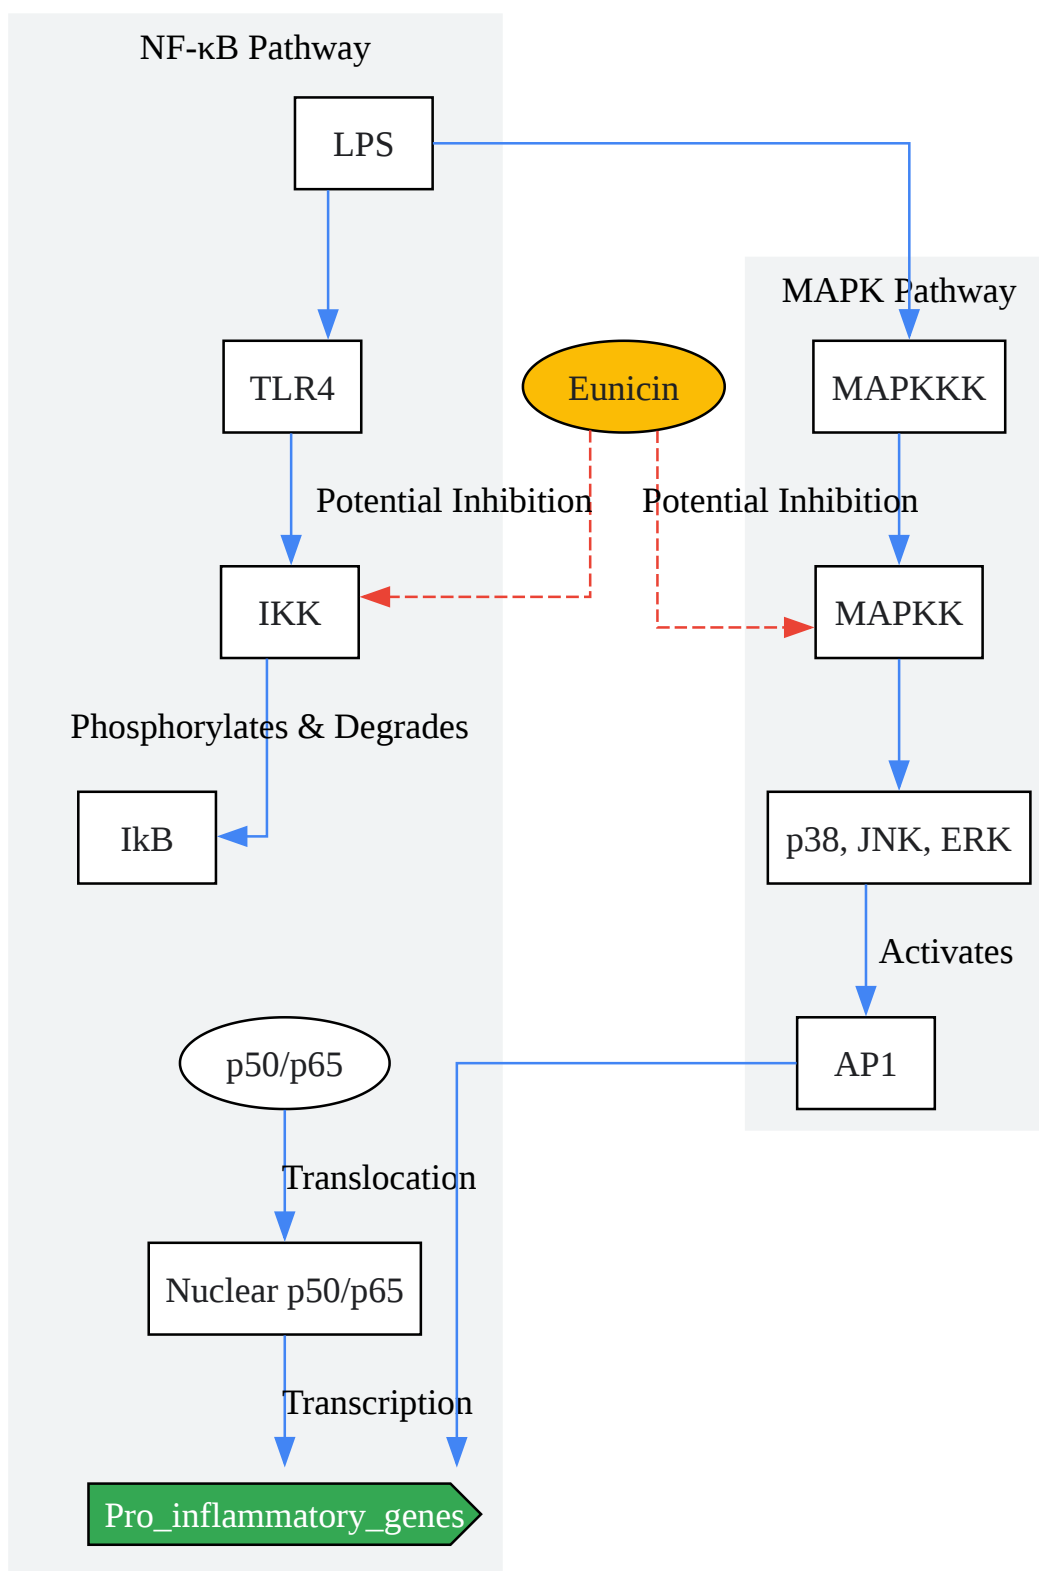 NF-κB Pathway
LPS
MAPK Pathway
TLR4
Eunicin
MAPKKK
Potential Inhibition
Potential Inhibition
IKK
MAPKK
Phosphorylates & Degrades
IkB
p38, JNK, ERK
Activates
p50/p65
AP1
Translocation
Nuclear p50/p65
Transcription
Pro_inflammatory_genes